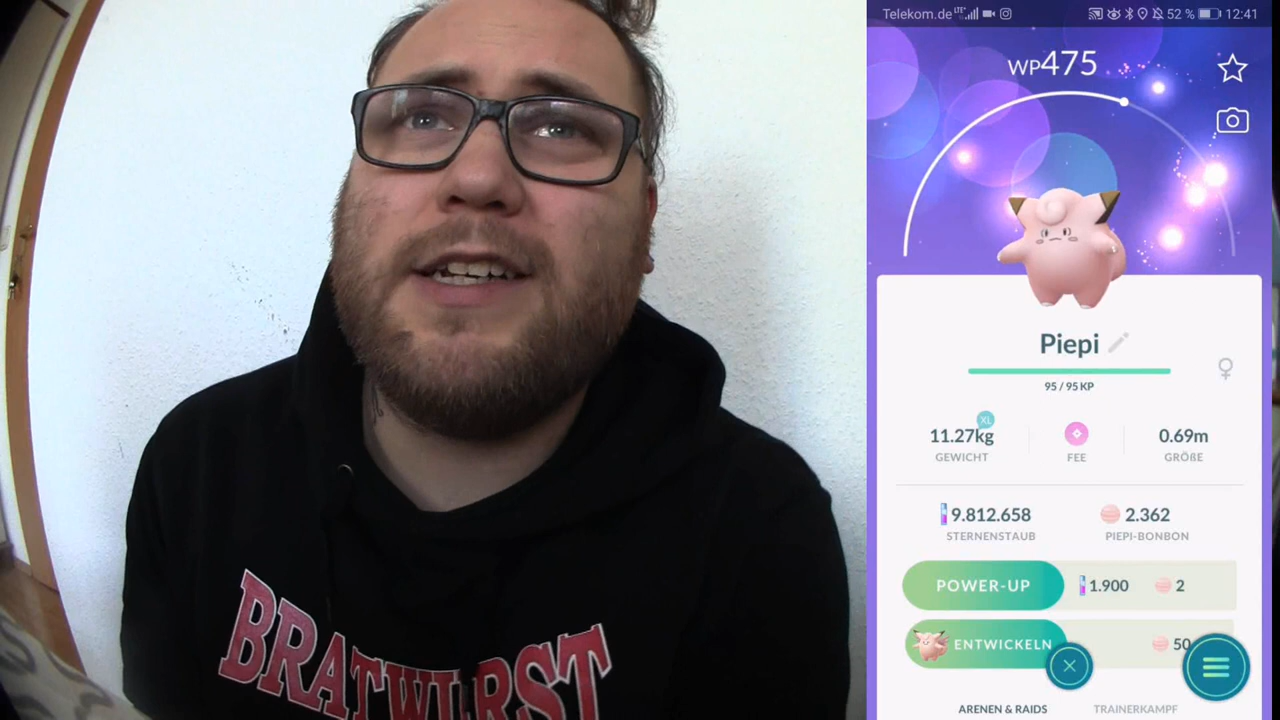 BRATWURST
Telekom.de LTE 52 % 12:41
WP475
Piepi
95 / 95 KP
XL
11.27kg 0.69m
GEWICHT FEE GRÖßE
9.812.658 2.362
STERNENSTAUB PIEPI-BONBON
POWER-UP 1.900 2
ENTWICKELN 50
ARENEN & RAIDS TRAINERKAMPF